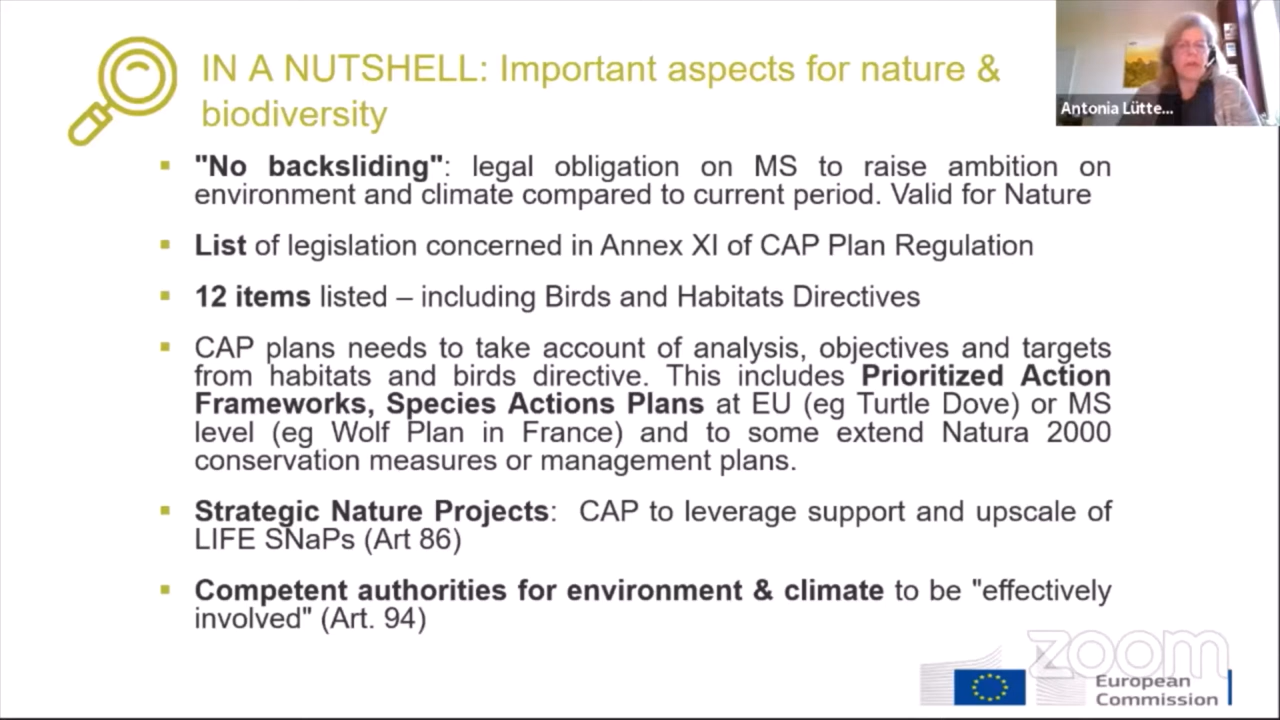 IN A NUTSHELL: Important aspects for nature &
biodiversity
Antonia Lütte...
"No backsliding": legal obligation on MS to raise ambition on
environment and climate compared to current period. Valid for Nature
List of legislation concerned in Annex XI of CAP Plan Regulation
12 items listed – including Birds and Habitats Directives
CAP plans needs to take account of analysis, objectives and targets
from habitats and birds directive. This includes Prioritized Action
Frameworks, Species Actions Plans at EU (eg Turtle Dove) or MS
level (eg Wolf Plan in France) and to some extend Natura 2000
conservation measures or management plans.
Strategic Nature Projects: CAP to leverage support and upscale of
LIFE SNaPs (Art 86)
Competent authorities for environment & climate to be "effectively
involved" (Art. 94)
zoom
European
Commission